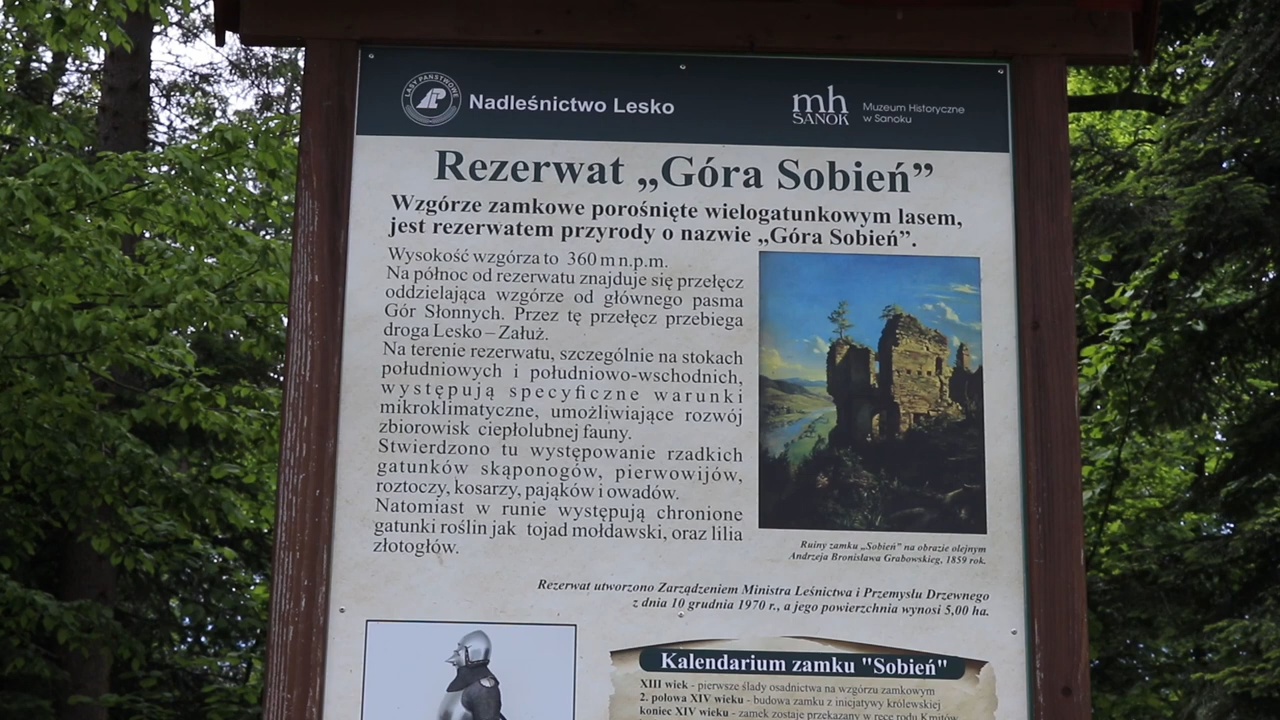 LASY PAŃSTWOWE
Nadleśnictwo Lesko
mh
SANOK
Muzeum Historyczne
w Sanoku
Rezerwat „Góra Sobień”
Wzgórze zamkowe porośnięte wielogatunkowym lasem,
jest rezerwatem przyrody o nazwie „Góra Sobień”.
Wysokość wzgórza to 360 m n.p.m.
Na północ od rezerwatu znajduje się przełęcz
oddzielająca wzgórze od głównego pasma
Gór Słonnych. Przez tę przełęcz przebiega
droga Lesko – Załuż.
Na terenie rezerwatu, szczególnie na stokach
południowych i południowo-wschodnich,
występują specyficzne warunki
mikroklimatyczne, umożliwiające rozwój
zbiorowisk ciepłolubnej fauny.
Stwierdzono tu występowanie rzadkich
gatunków skąponogów, pierwowijów,
roztoczy, kosarzy, pająków i owadów.
Natomiast w runie występują chronione
gatunki roślin jak tojad mołdawski, oraz lilia
złotogłów.
Ruiny zamku „Sobień” na obrazie olejnym
Andrzeja Bronisława Grabowskieg, 1859 rok.
Rezerwat utworzono Zarządzeniem Ministra Leśnictwa i Przemysłu Drzewnego
z dnia 10 grudnia 1970 r., a jego powierzchnia wynosi 5,00 ha.
Kalendarium zamku "Sobień"
XIII wiek - pierwsze ślady osadnictwa na wzgórzu zamkowym
2. połowa XIV wieku - budowa zamku z inicjatywy królewskiej
koniec XIV wieku - zamek zostaje przekazany w ręce rodu Kmitów